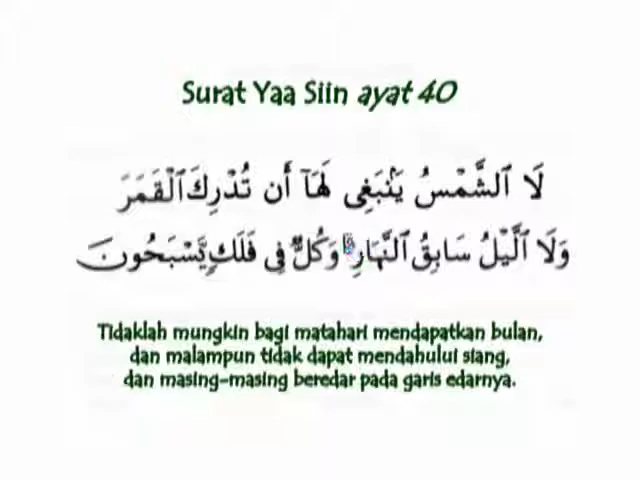 Surat Yaa Siin ayat 40
لَا ٱلشَّمْسُ يَنۢبَغِى لَهَآ أَن تُدْرِكَ ٱلْقَمَرَ
وَلَا ٱلَّيْلُ سَابِقُ ٱلنَّهَارِ ۚ وَكُلٌّ فِى فَلَكٍ يَسْبَحُونَ
Tidaklah mungkin bagi matahari mendapatkan bulan,
dan malampun tidak dapat mendahului siang,
dan masing-masing beredar pada garis edarnya.